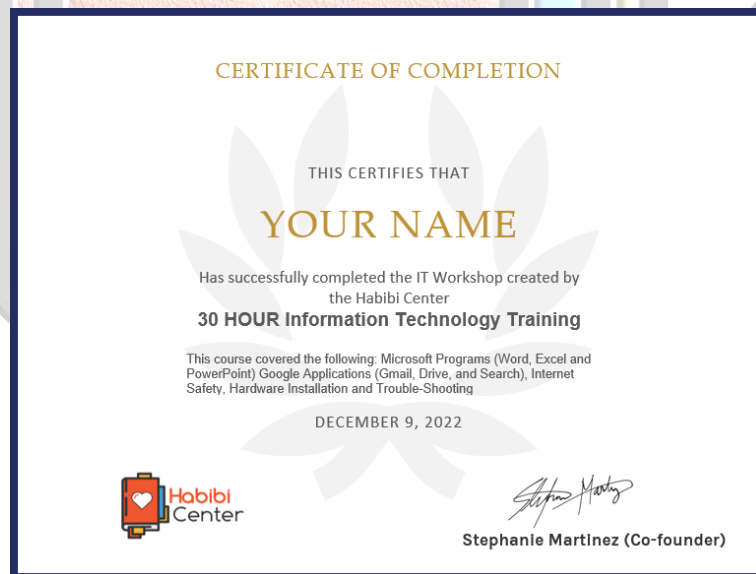 CERTIFICATE OF COMPLETION
THIS CERTIFIES THAT
YOUR NAME
Has successfully completed the IT Workshop created by
the Habibi Center
30 HOUR Information Technology Training
This course covered the following: Microsoft Programs (Word, Excel and
PowerPoint) Google Applications (Gmail, Drive, and Search), Internet
Safety, Hardware Installation and Trouble-Shooting
DECEMBER 9, 2022
Habibi
Center
Stephanie Martinez (Co-founder)